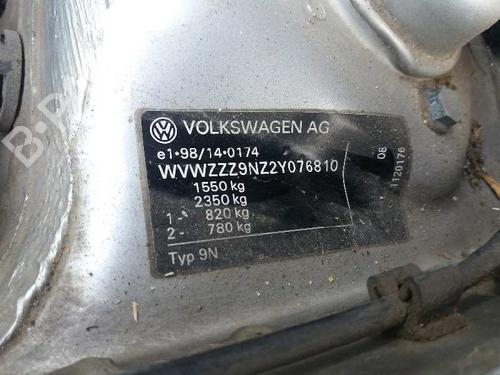 VOLKSWAGEN AG
e1•98/14•0174
WVWZZZ9NZ2Y076810
1550 kg
2350 kg
1- 820 kg
2- 780 kg
Typ 9N
08
1120176